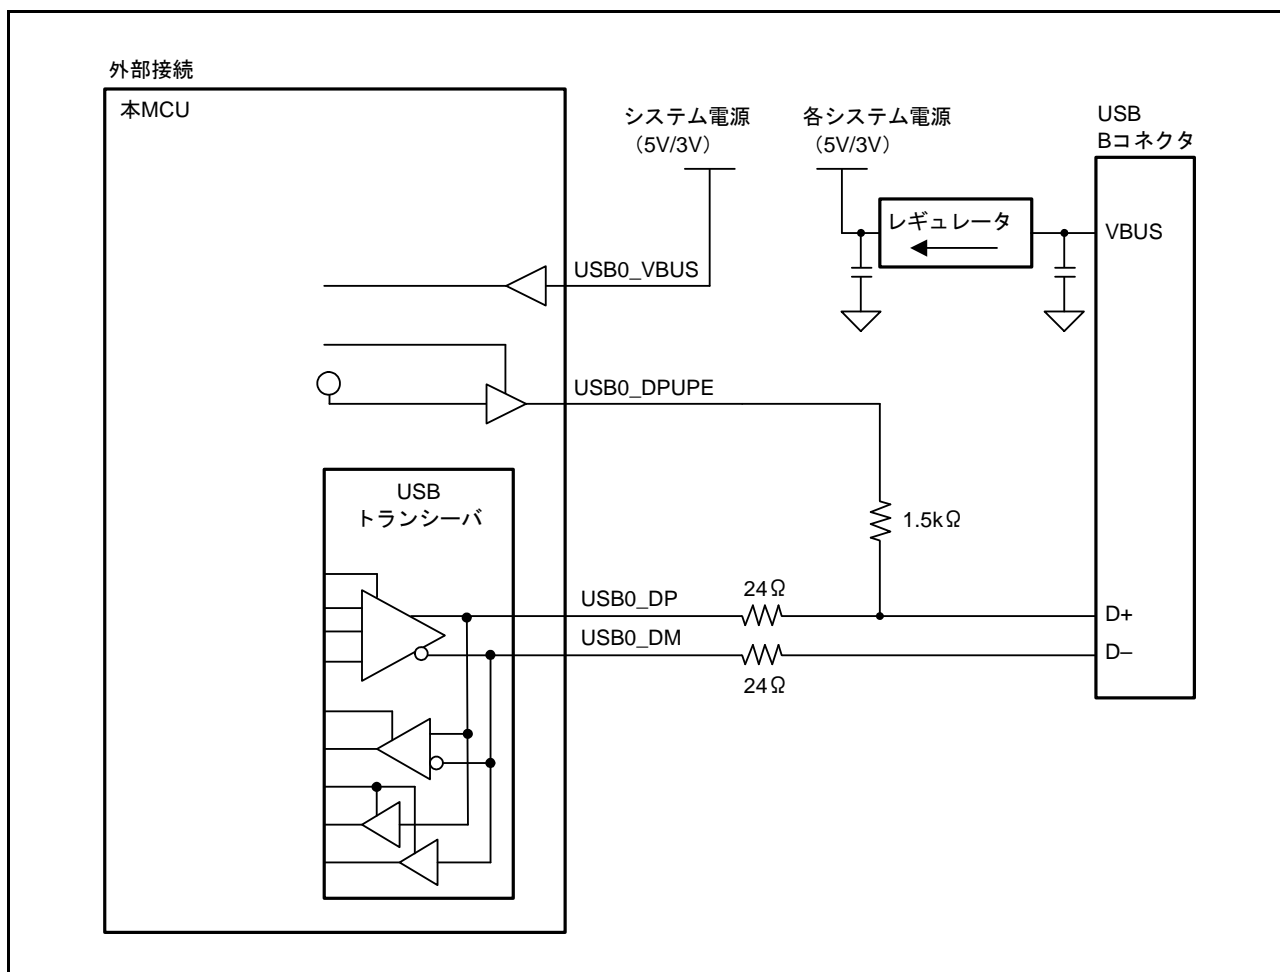 外部接続
本MCU
システム電源
（5V/3V）
各システム電源
（5V/3V）
USB
Bコネクタ
レギュレータ
VBUS
USB0_VBUS
USB0_DPUPE
USB
トランシーバ
1.5kΩ
USB0_DP
24Ω
D+
USB0_DM
24Ω
D–